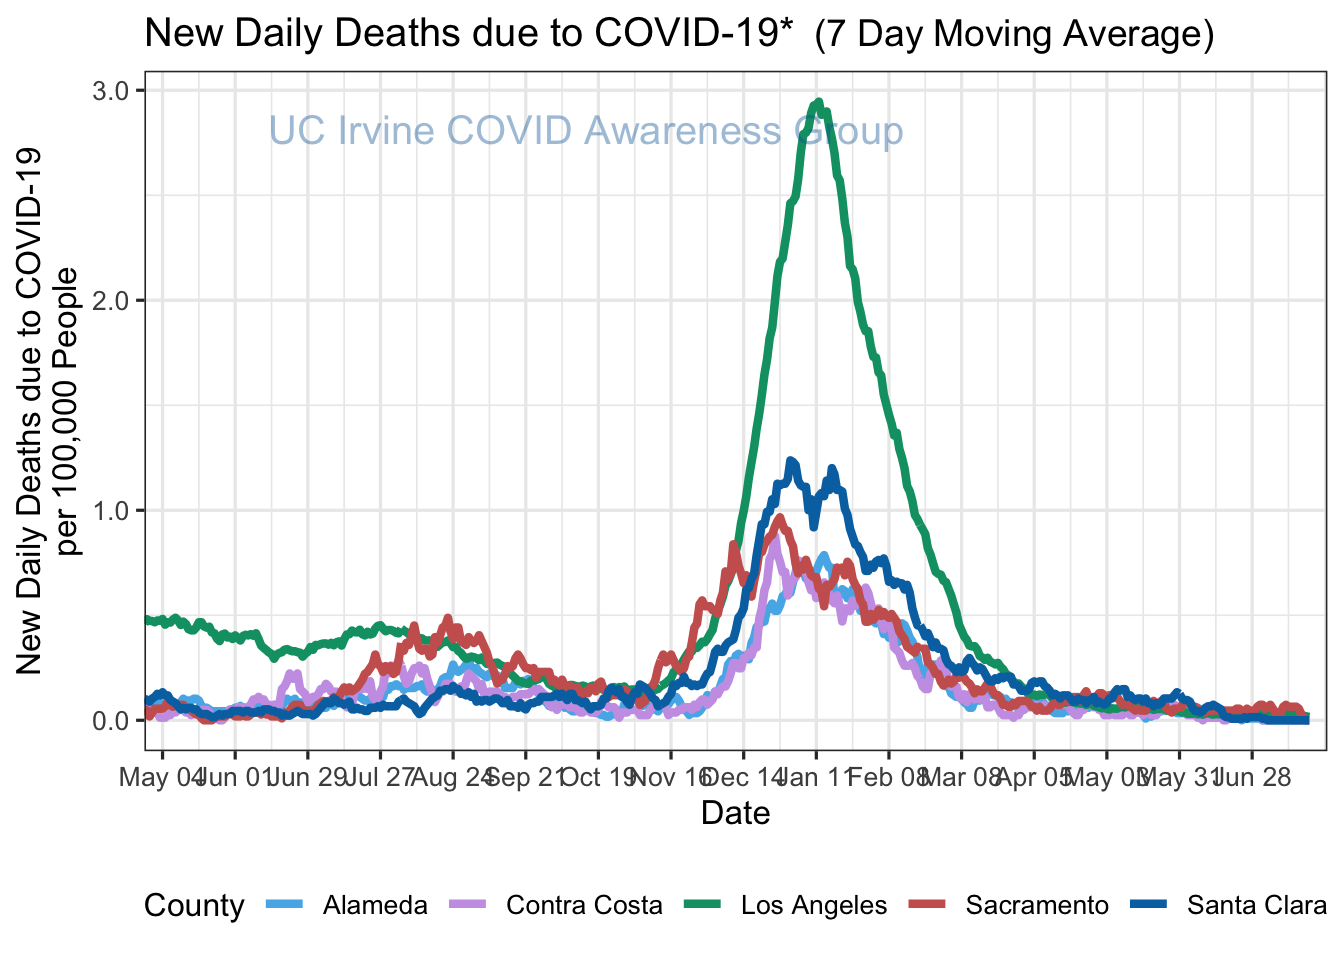 New Daily Deaths due to COVID-19* (7 Day Moving Average)
UC Irvine COVID Awareness Group
New Daily Deaths due to COVID-19
per 100,000 People
3.0
2.0
1.0
0.0
May 04 Jun 01 Jun 29 Jul 27 Aug 24 Sep 21 Oct 19 Nov 16 Dec 14 Jan 11 Feb 08 Mar 08 Apr 05 May 03 May 31 Jun 28
Date
County Alameda Contra Costa Los Angeles Sacramento Santa Clara